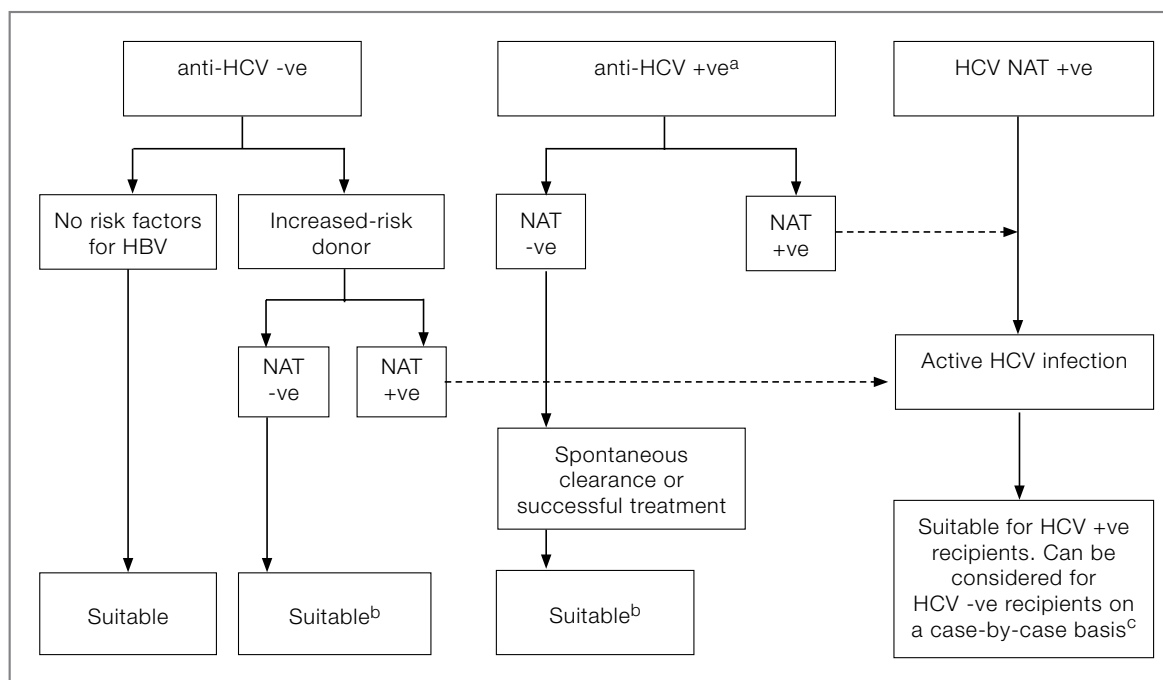 anti-HCV -ve
anti-HCV +veᵃ
HCV NAT +ve
No risk factors
for HBV
Increased-risk
donor
NAT
-ve
NAT
+ve
NAT
-ve
NAT
+ve
Active HCV infection
Spontaneous
clearance or
successful treatment
Suitable
Suitableᵇ
Suitableᵇ
Suitable for HCV +ve
recipients. Can be
considered for
HCV -ve recipients on
a case-by-case basisᶜ